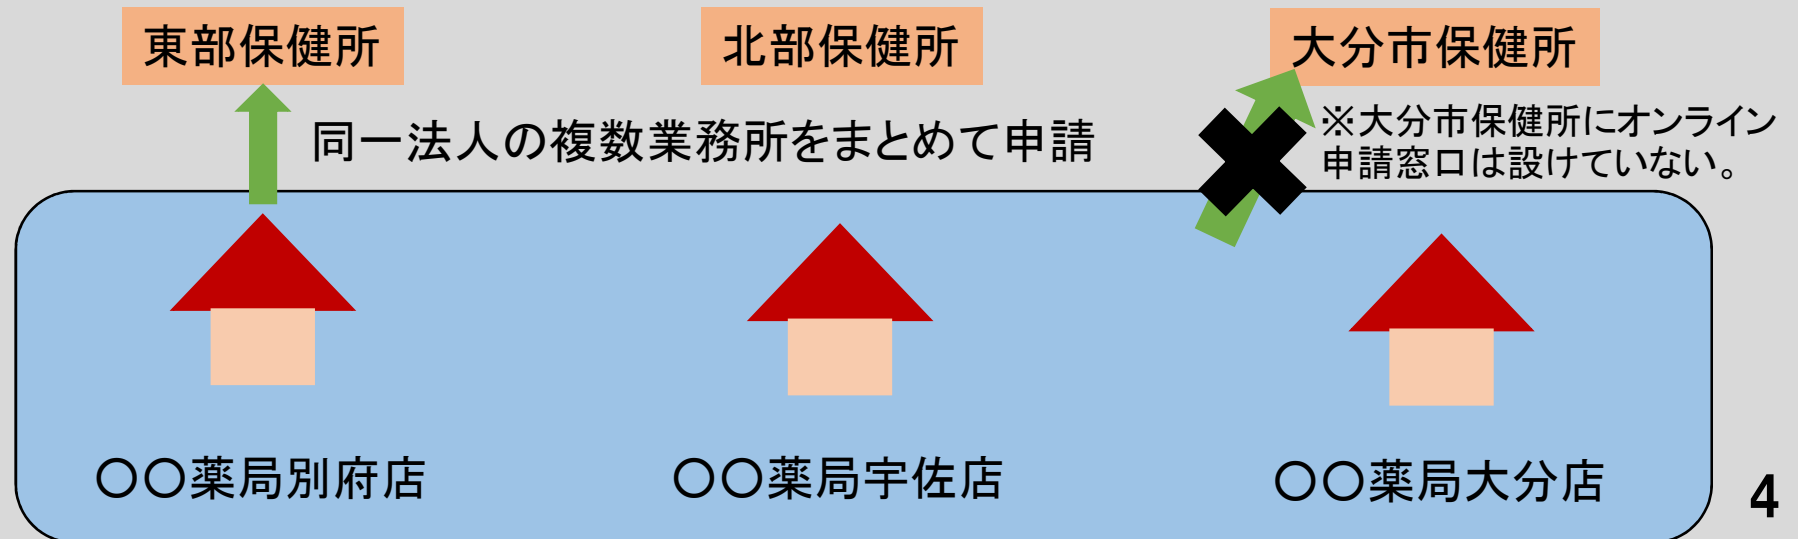 東部保健所
北部保健所
大分市保健所
同一法人の複数業務所をまとめて申請
※大分市保健所にオンライン
申請窓口は設けていない。
〇〇薬局別府店
〇〇薬局宇佐店
〇〇薬局大分店
4